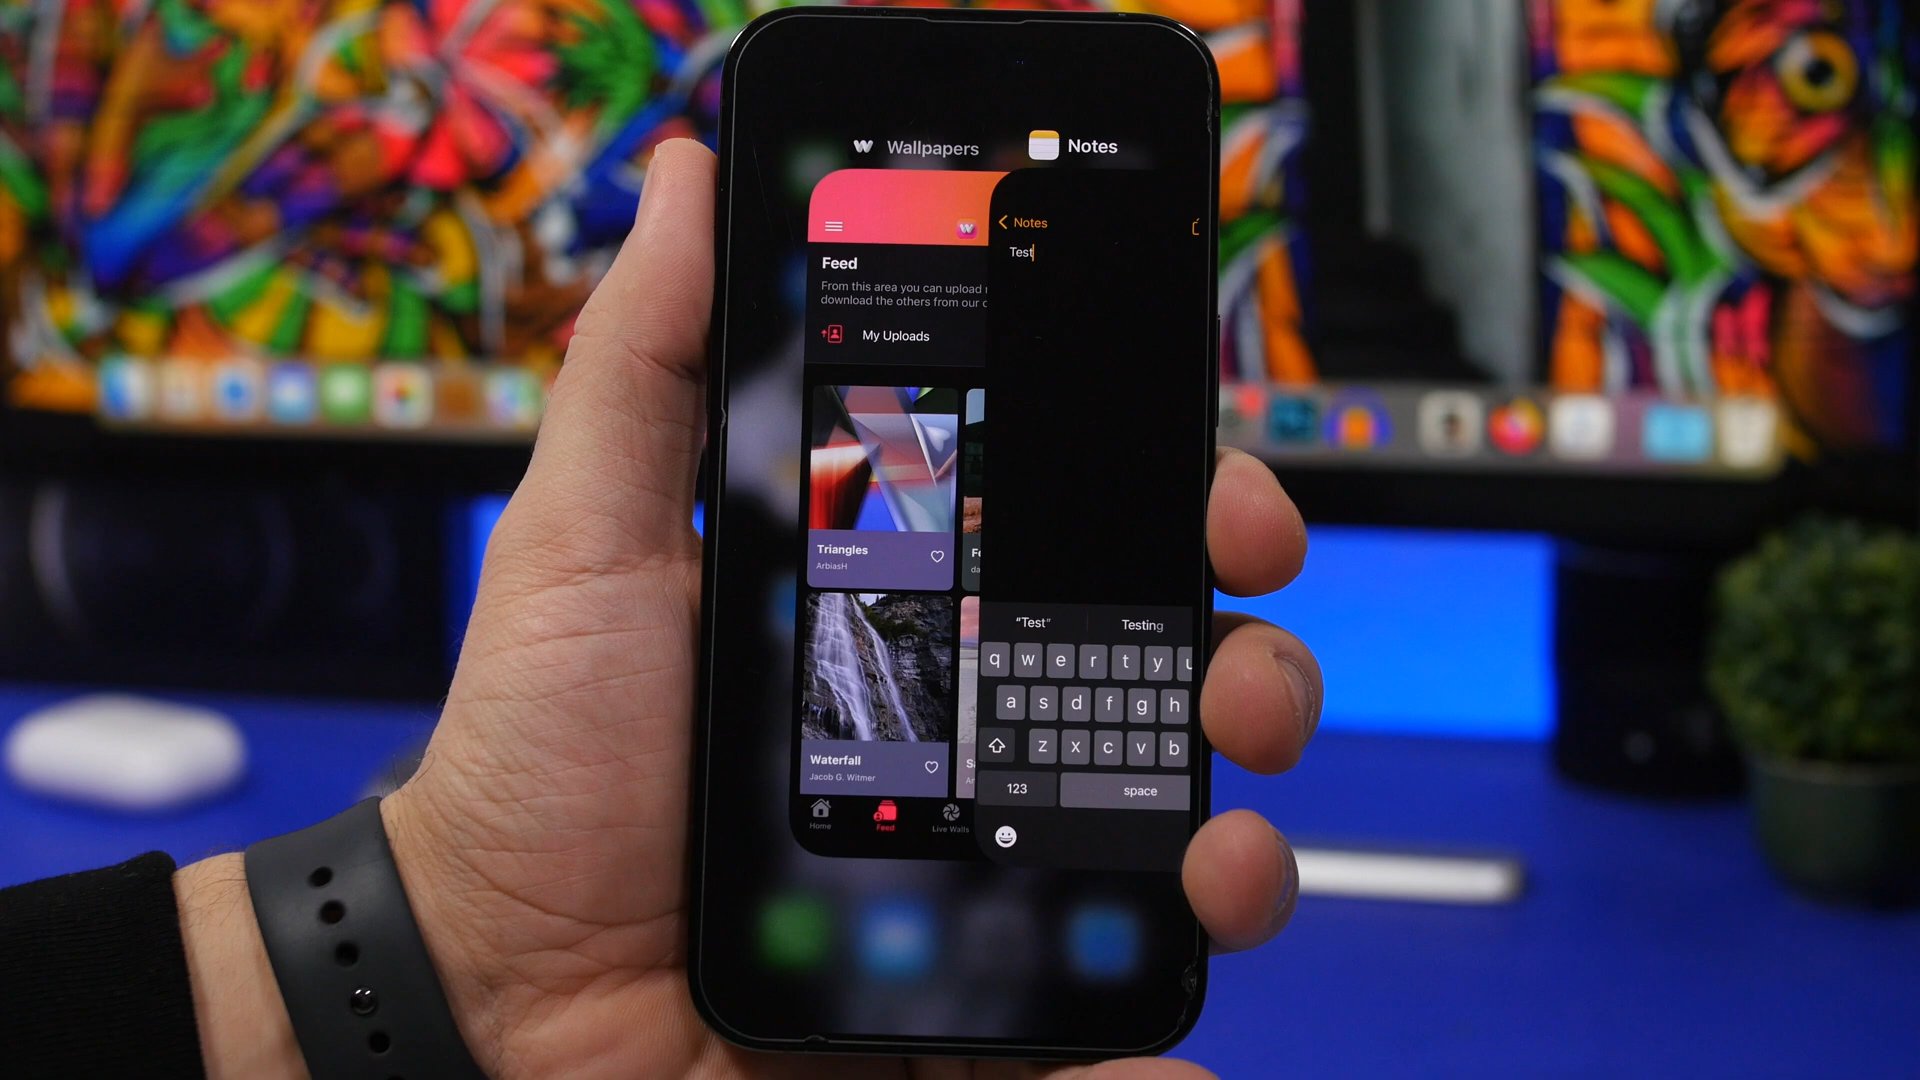 Wallpapers
Notes
W
Feed
From this area you can upload
download the others from our
My Uploads
Triangles
ArbiasH
Waterfall
Jacob G. Witmer
Home
Feed
Live Walls
Notes
Test
"Test"
Testing
q w e r t y u
a s d f g h
z x c v b
123
space